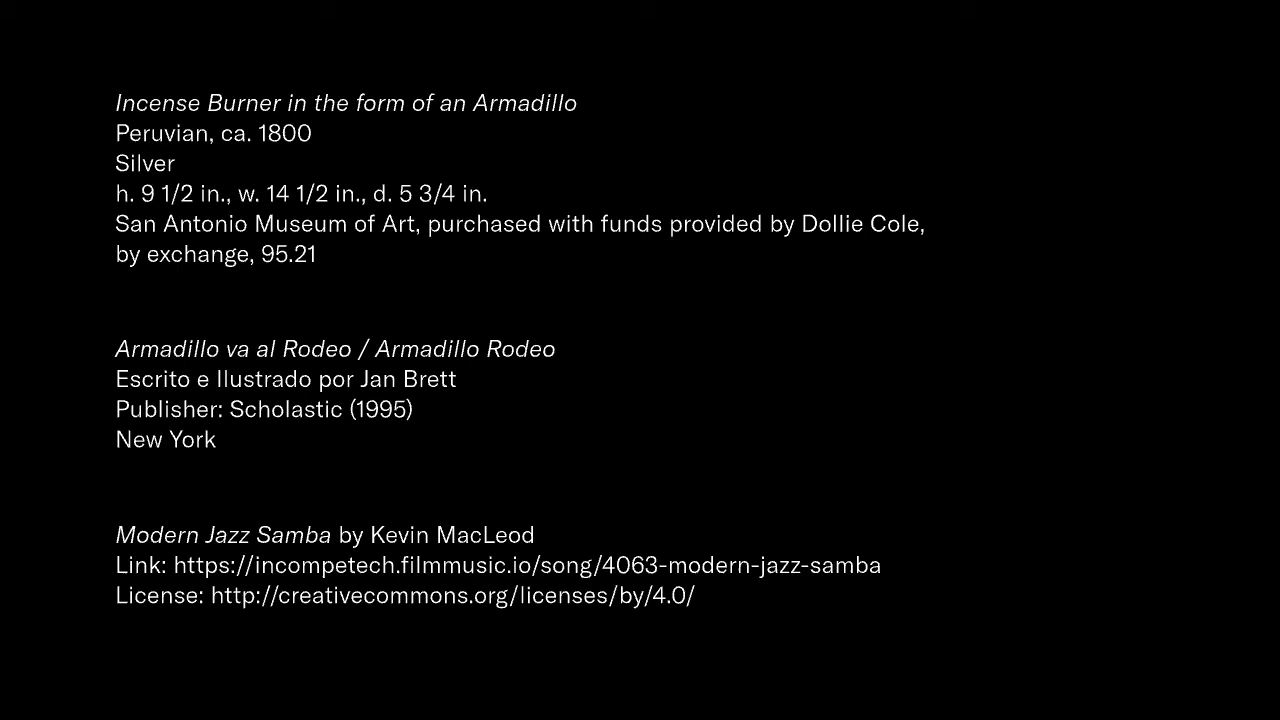 Incense Burner in the form of an Armadillo
Peruvian, ca. 1800
Silver
h. 9 1/2 in., w. 14 1/2 in., d. 5 3/4 in.
San Antonio Museum of Art, purchased with funds provided by Dollie Cole,
by exchange, 95.21
Armadillo va al Rodeo / Armadillo Rodeo
Escrito e Ilustrado por Jan Brett
Publisher: Scholastic (1995)
New York
Modern Jazz Samba by Kevin MacLeod
Link: https://incompetech.filmmusic.io/song/4063-modern-jazz-samba
License: http://creativecommons.org/licenses/by/4.0/